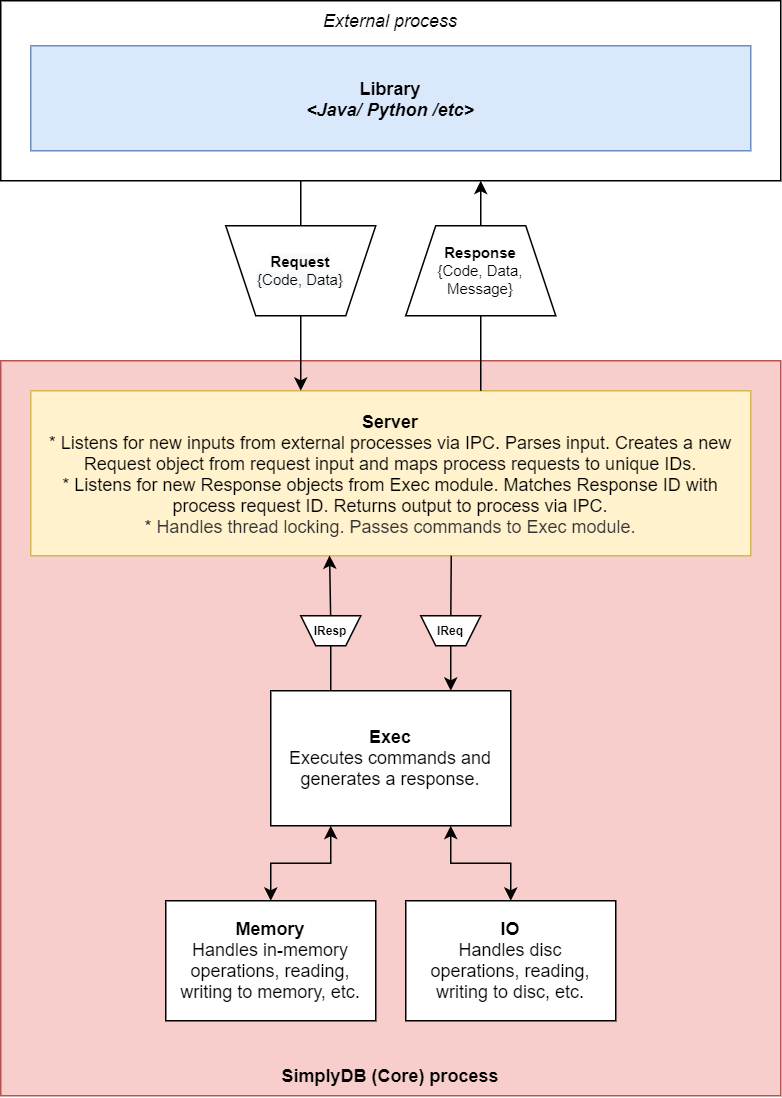 External process
Library
<Java/ Python /etc>
Request
{Code, Data}
Response
{Code, Data,
Message}
Server
* Listens for new inputs from external processes via IPC. Parses input. Creates a new
Request object from request input and maps process requests to unique IDs.
* Listens for new Response objects from Exec module. Matches Response ID with
process request ID. Returns output to process via IPC.
* Handles thread locking. Passes commands to Exec module.
IResp
IReq
Exec
Executes commands and
generates a response.
Memory
Handles in-memory
operations, reading,
writing to memory, etc.
IO
Handles disc
operations, reading,
writing to disc, etc.
SimplyDB (Core) process